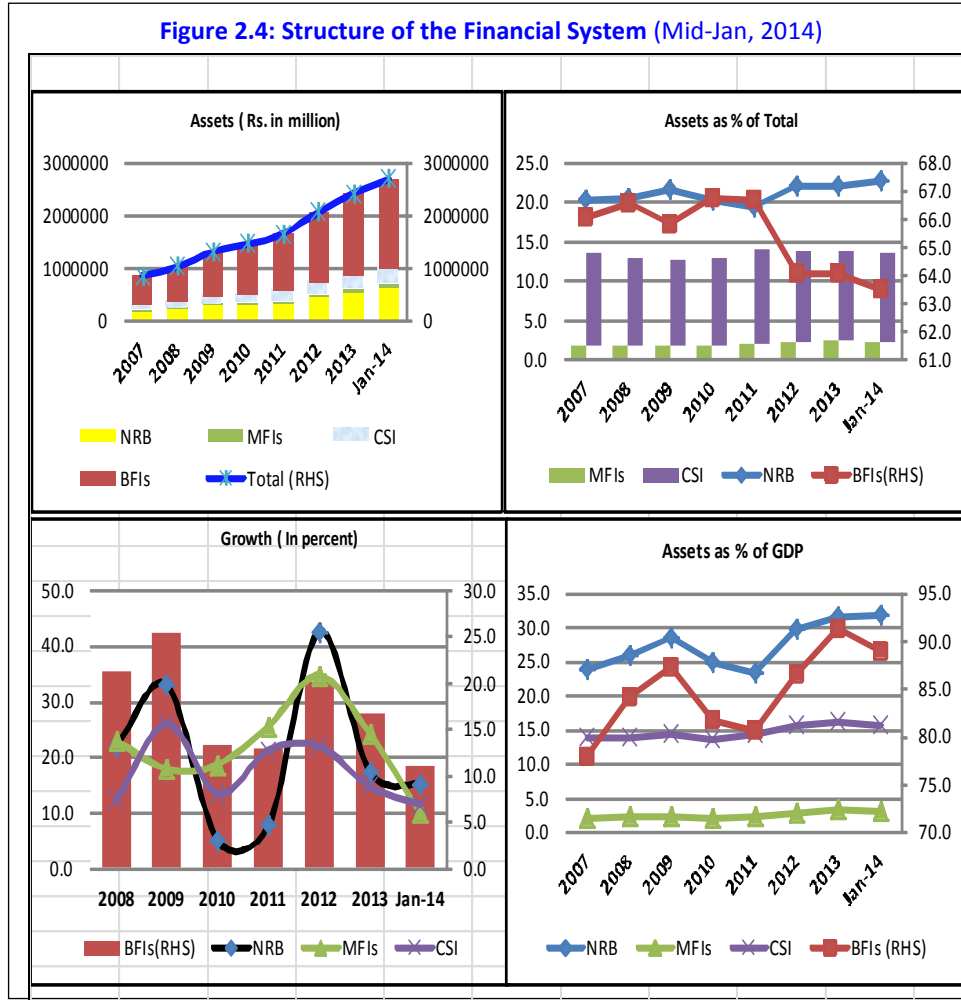 Figure 2.4: Structure of the Financial System (Mid-Jan, 2014)
Assets ( Rs. in million)
3000000
2000000
1000000
0
3000000
2000000
1000000
0
2007
2008
2009
2010
2011
2012
2013
Jan-14
NRB
MFIs
CSI
BFIs
Total (RHS)
Assets as % of Total
25.0
20.0
15.0
10.0
5.0
0.0
68.0
67.0
66.0
65.0
64.0
63.0
62.0
61.0
2007
2008
2009
2010
2011
2012
2013
Jan-14
MFIs
CSI
NRB
BFIs(RHS)
Growth ( In percent)
50.0
40.0
30.0
20.0
10.0
0.0
30.0
25.0
20.0
15.0
10.0
5.0
0.0
2008
2009
2010
2011
2012
2013
Jan-14
BFIs(RHS)
NRB
MFIs
CSI
Assets as % of GDP
35.0
30.0
25.0
20.0
15.0
10.0
5.0
0.0
95.0
90.0
85.0
80.0
75.0
70.0
2007
2008
2009
2010
2011
2012
2013
Jan-14
NRB
MFIs
CSI
BFIs (RHS)